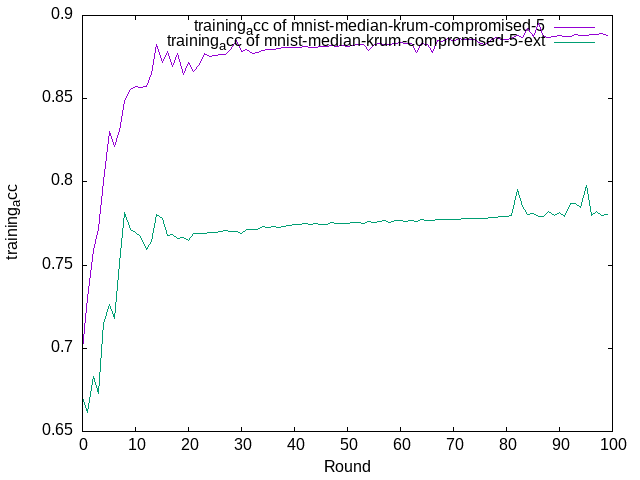 0.9
training_acc of mnist-median-krum-compromised-5
training_acc of mnist-median-krum-compromised-5-ext
0.85
0.8
0.75
0.7
0.65
training_acc
0 10 20 30 40 50 60 70 80 90 100
Round